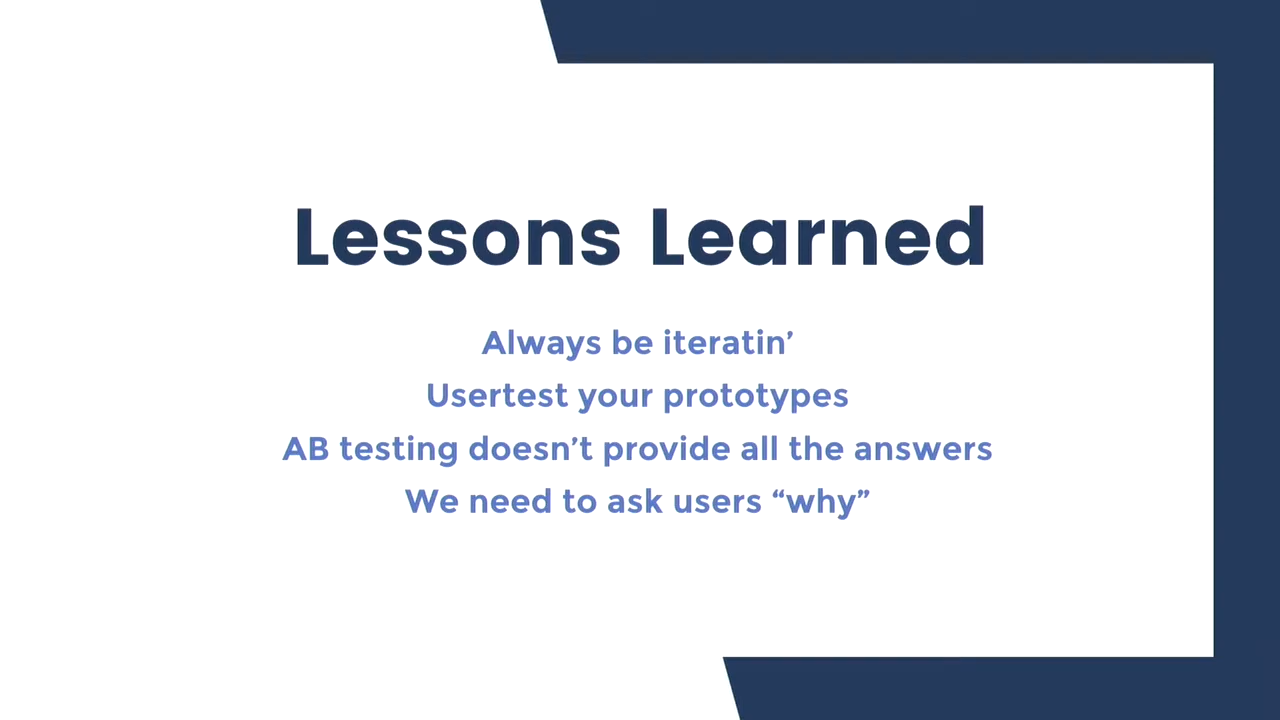 Lessons Learned
Always be iteratin’
Usertest your prototypes
AB testing doesn’t provide all the answers
We need to ask users “why”